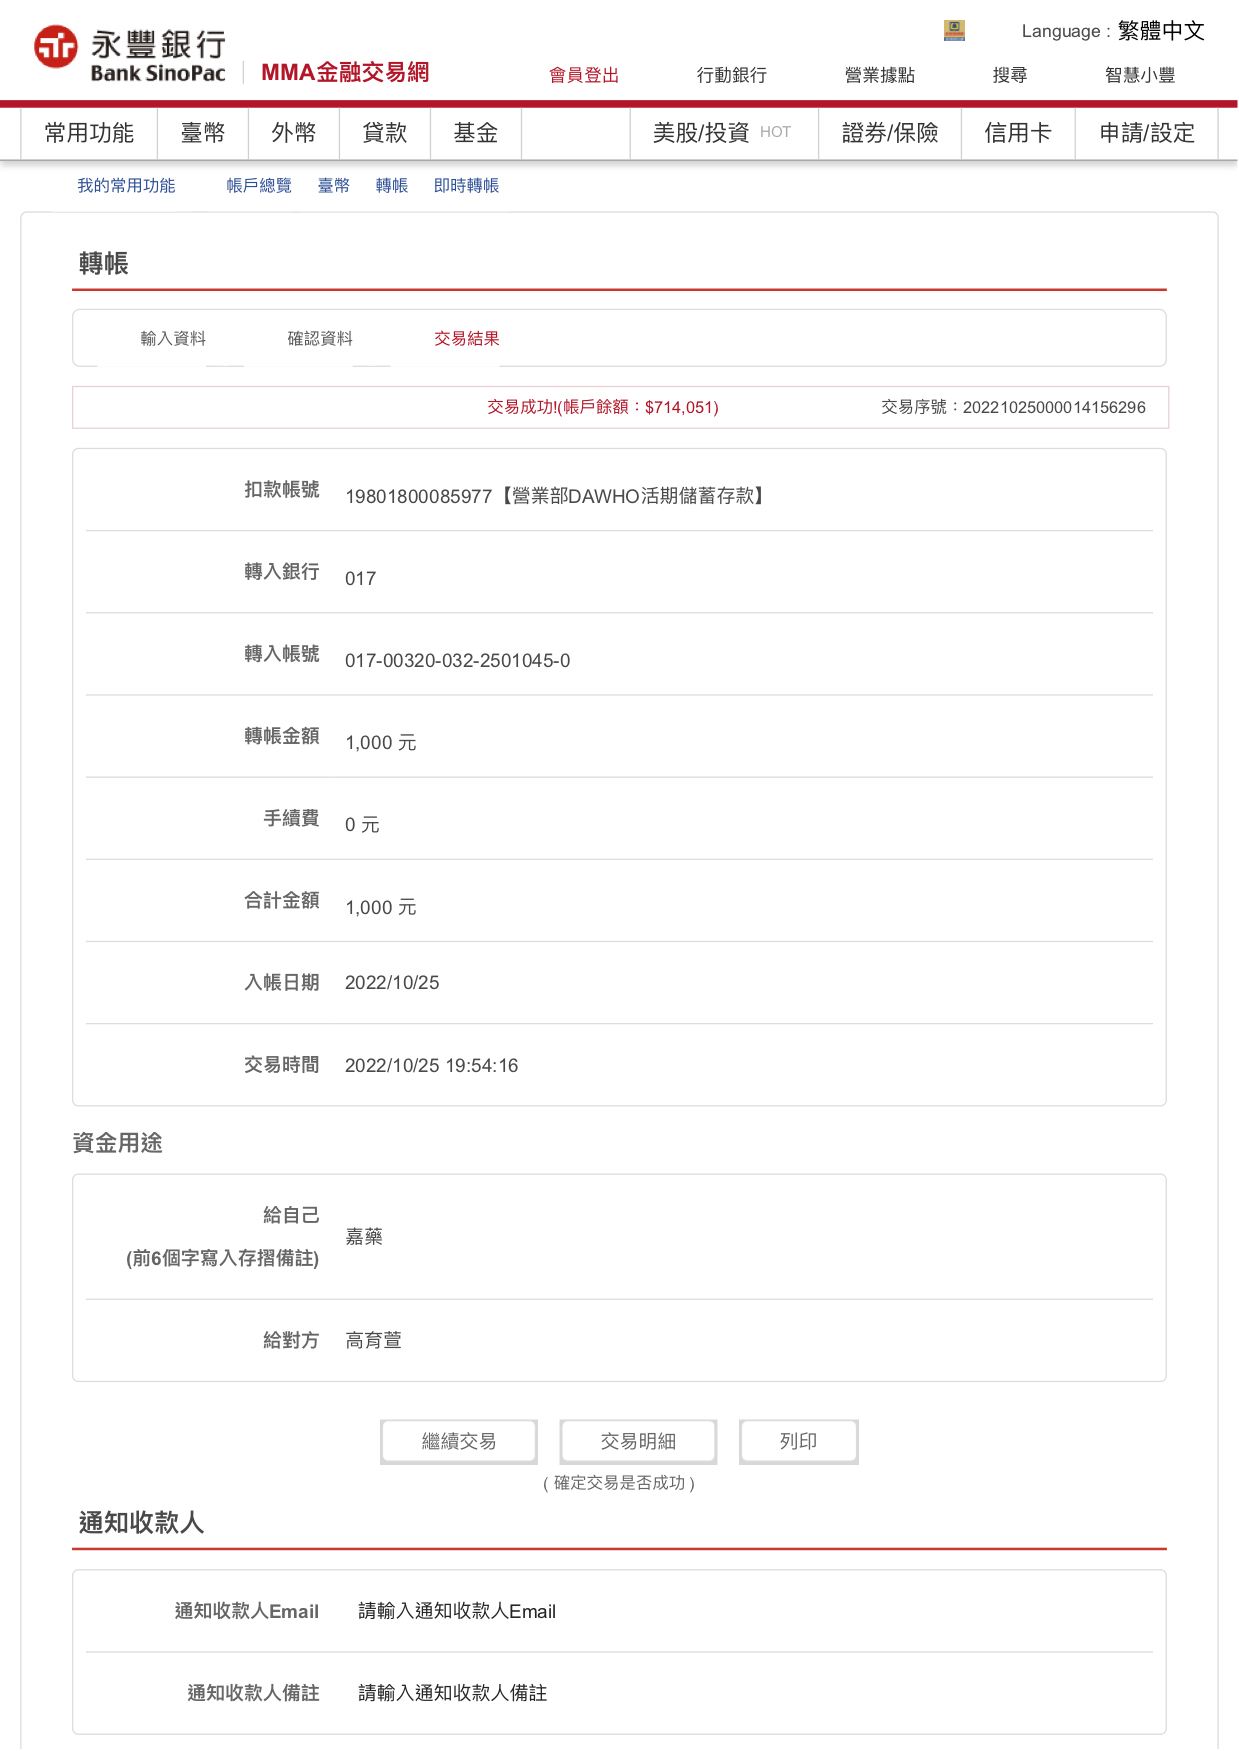 Language : 繁體中文
永豐銀行
Bank SinoPac
MMA金融交易網
會員登出 行動銀行 營業據點 搜尋 智慧小豐
常用功能 臺幣 外幣 貸款 基金 美股/投資 HOT 證券/保險 信用卡 申請/設定
我的常用功能 帳戶總覽 臺幣 轉帳 即時轉帳
轉帳
輸入資料 確認資料 交易結果
交易成功!(帳戶餘額：$714,051) 交易序號：20221025000014156296
扣款帳號 19801800085977【營業部DAWHO活期儲蓄存款】
轉入銀行 017
轉入帳號 017-00320-032-2501045-0
轉帳金額 1,000 元
手續費 0 元
合計金額 1,000 元
入帳日期 2022/10/25
交易時間 2022/10/25 19:54:16
資金用途
給自己
(前6個字寫入存摺備註) 嘉藥
給對方 高育萱
繼續交易 交易明細 列印
( 確定交易是否成功 )
通知收款人
通知收款人Email 請輸入通知收款人Email
通知收款人備註 請輸入通知收款人備註